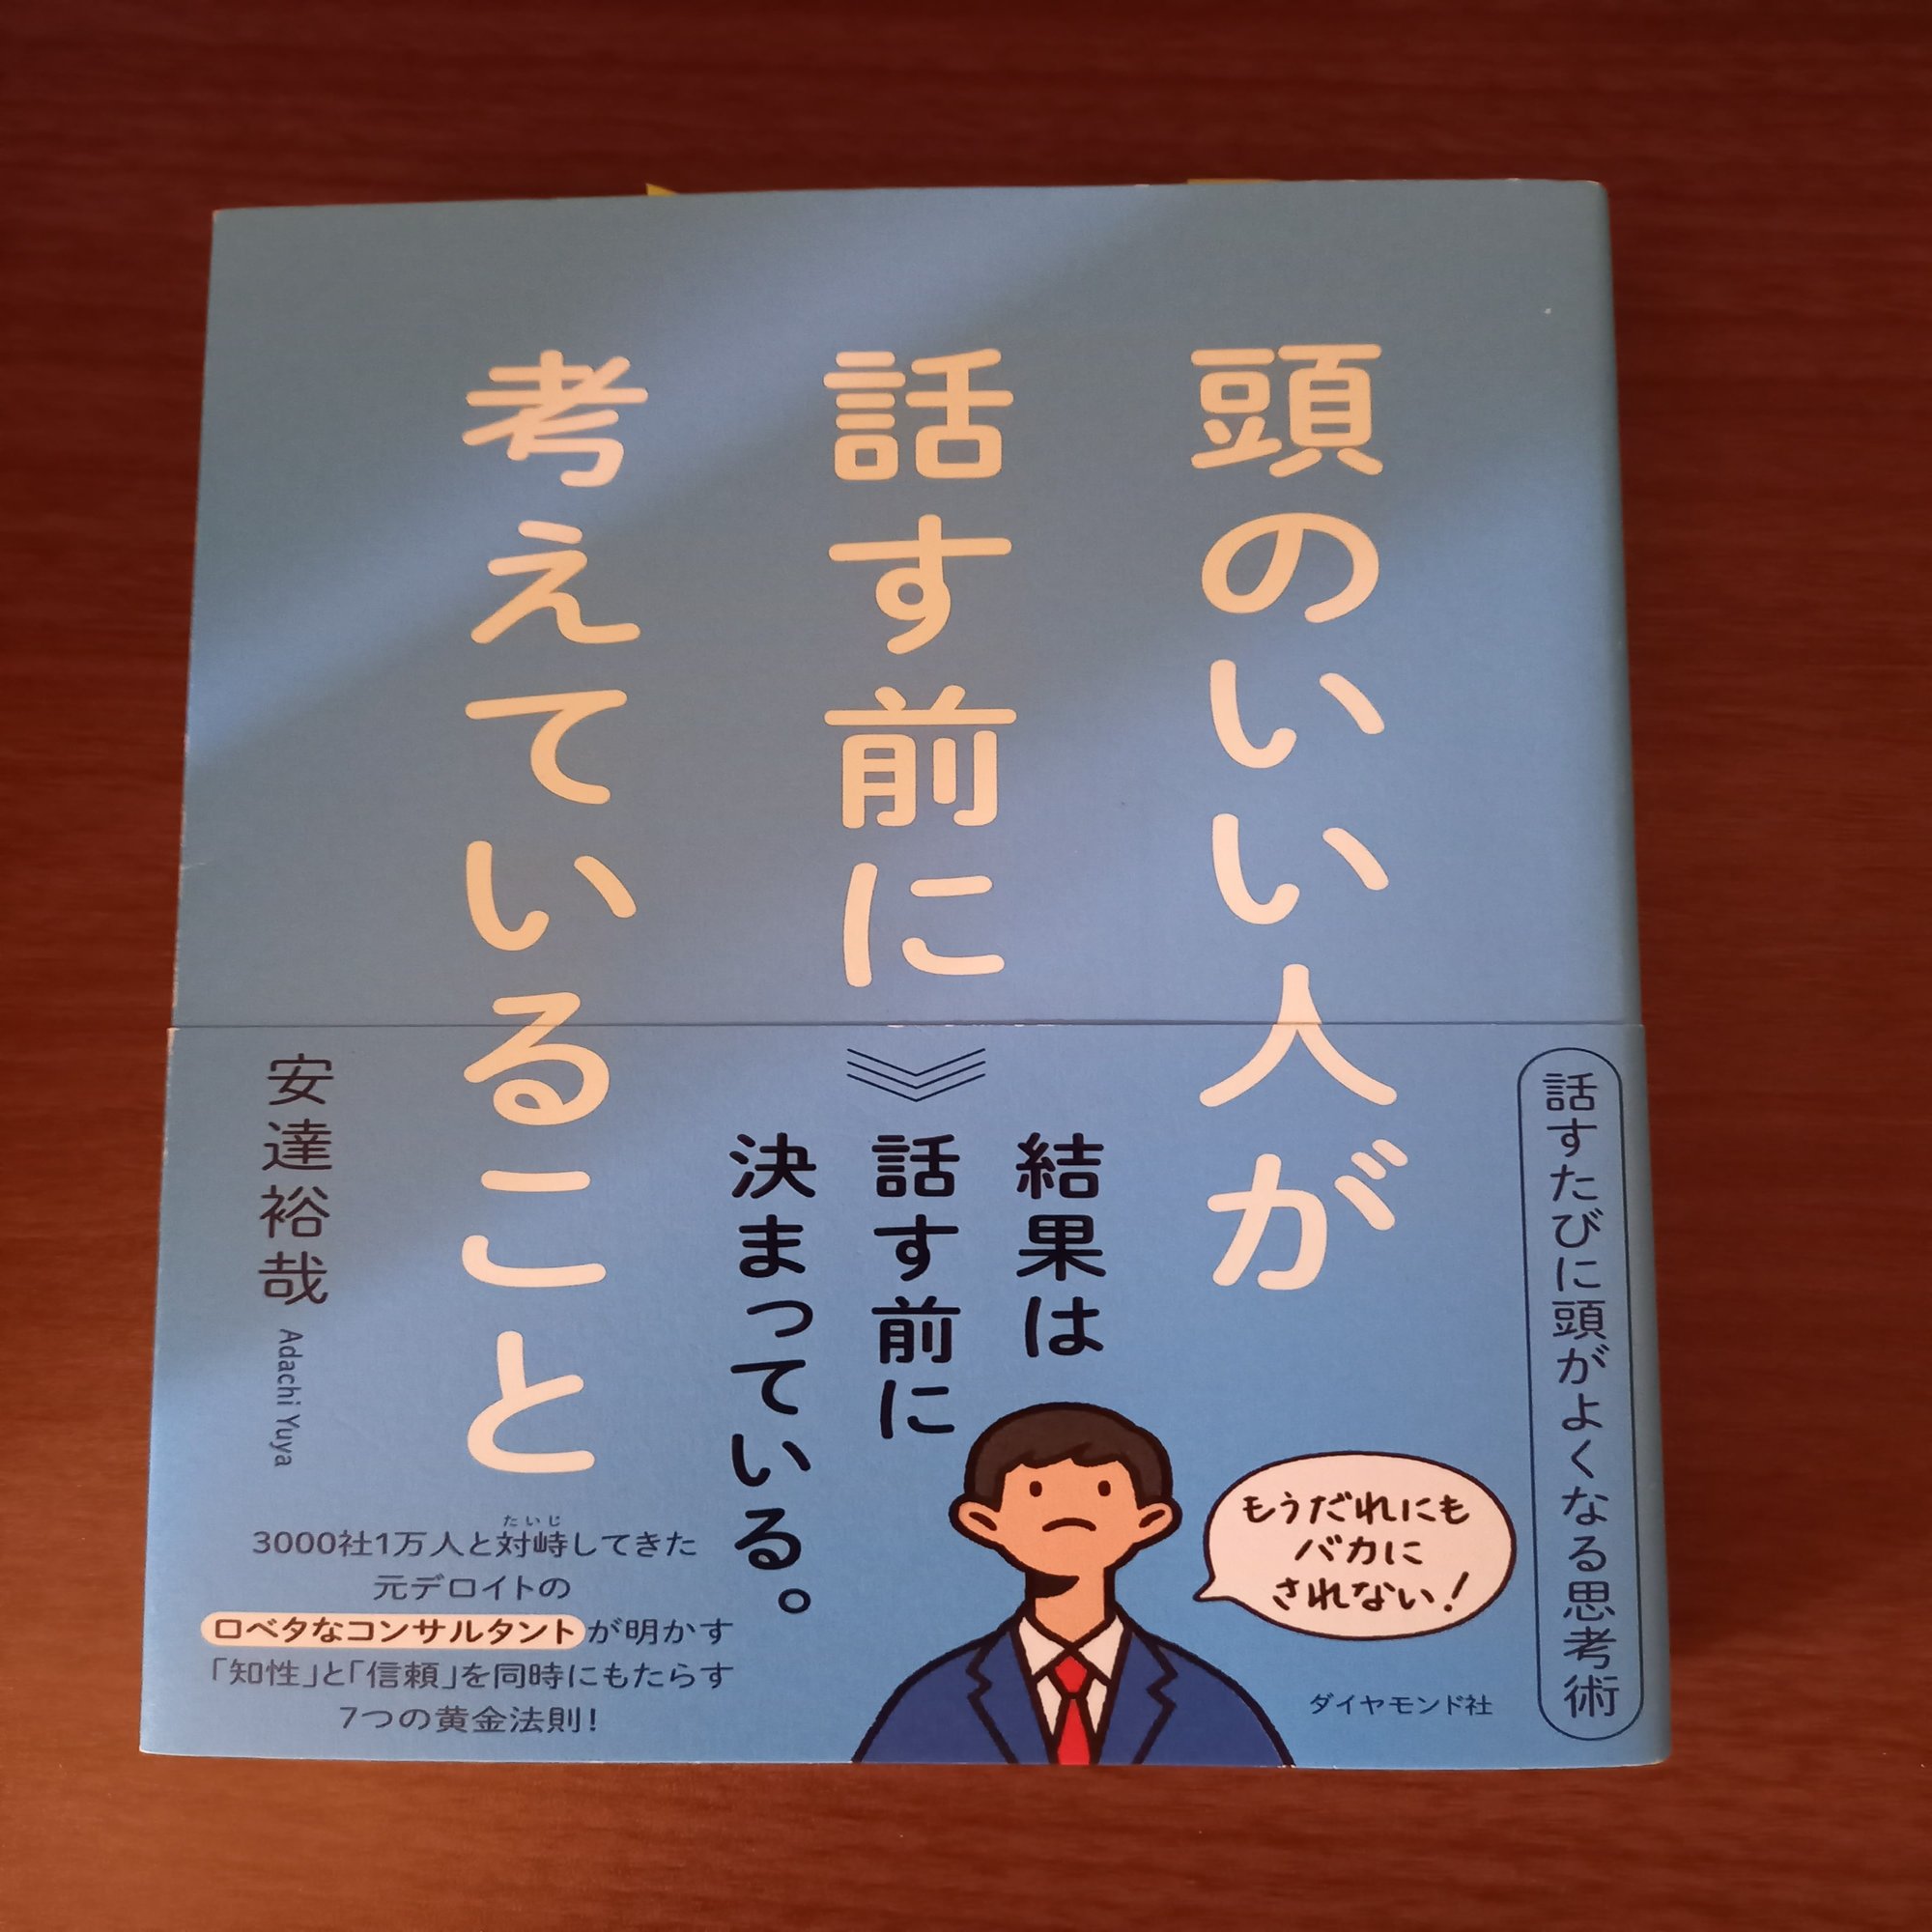 頭のいい人が
話す前に
考えていること
話すたびに頭がよくなる思考術
結果は
話す前に
決まっている。
もうだれにも
バカに
されない!
ダイヤモンド社
安達裕哉 Adachi Yuya
たいじ
3000社1万人と対峙してきた
元デロイトの
口ベタなコンサルタントが明かす
「知性」と「信頼」を同時にもたらす
7つの黄金法則!